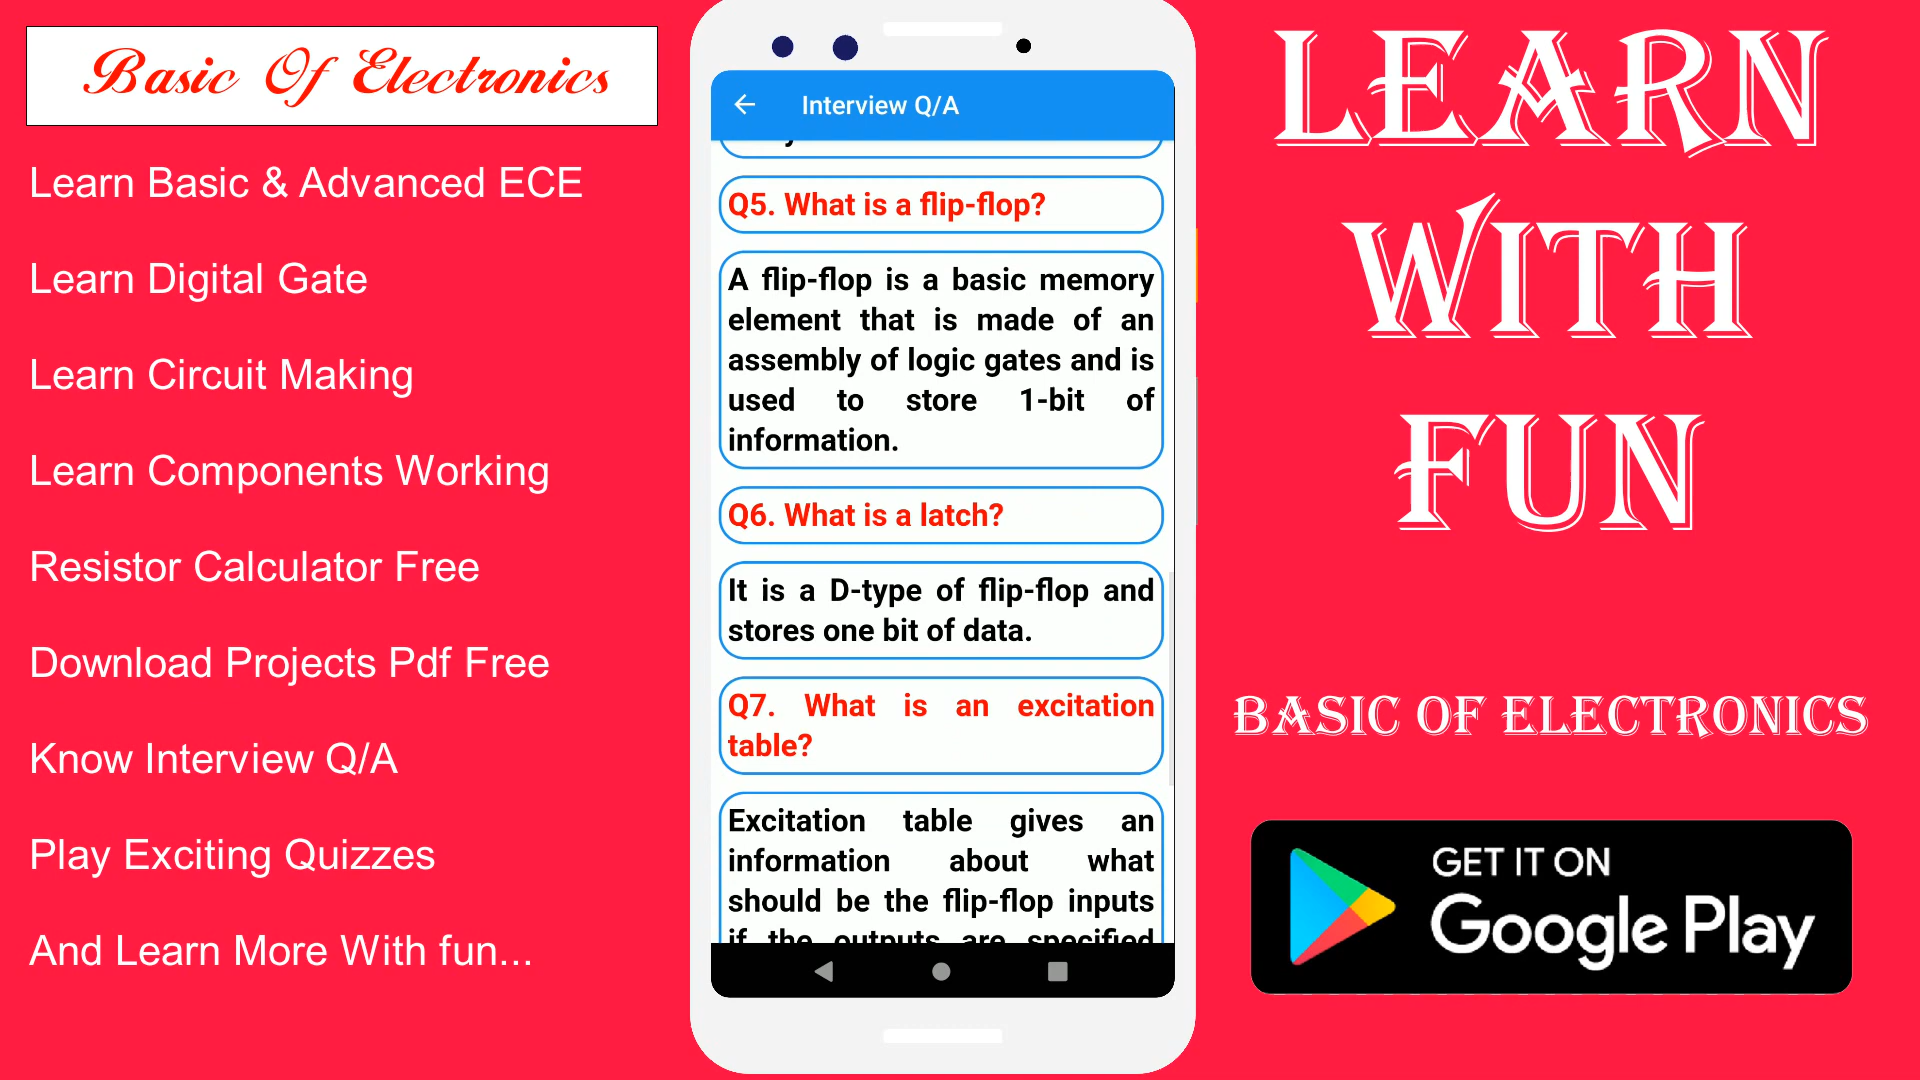 Basic Of Electronics
Learn Basic & Advanced ECE
Learn Digital Gate
Learn Circuit Making
Learn Components Working
Resistor Calculator Free
Download Projects Pdf Free
Know Interview Q/A
Play Exciting Quizzes
And Learn More With fun...
Interview Q/A
Q5. What is a flip-flop?
A flip-flop is a basic memory
element that is made of an
assembly of logic gates and is
used to store 1-bit of
information.
Q6. What is a latch?
It is a D-type of flip-flop and
stores one bit of data.
Q7. What is an excitation
table?
Excitation table gives an
information about what
should be the flip-flop inputs
if the outputs are specified
LEARN
WITH
FUN
BASIC OF ELECTRONICS
GET IT ON
Google Play